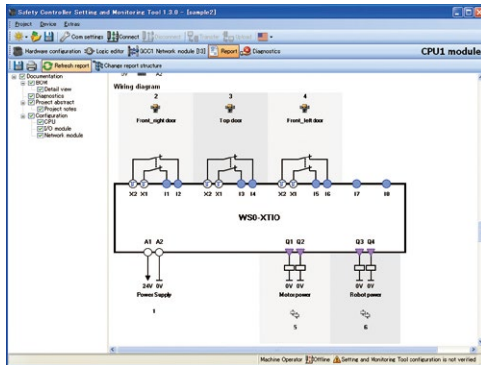 Safety Controller Setting and Monitoring Tool 1.3.0 - [sample2]
Project Device Extras
Com settings Connect Disconnect Transfer Upload
Hardware configuration Logic editor GCC1 Network module [13] Report Diagnostics CPU1 module
Refresh report Change report structure
Documentation
BOM
Detail view
Diagnostics
Project abstract
Project notes
Configuration
CPU
I/O module
Network module
Wiring diagram
2 3 4
Front_right door Top door Front_left door
X2 X1 I1 I2 X2 X1 I3 I4 X2 X1 I5 I6 I7 I8
WS0-XTIO
A1 A2 Q1 Q2 Q3 Q4
24V 0V 0V 0V 0V 0V
Power Supply Motor power Robot power
1
5 6
Machine Operator Offline Setting and Monitoring Tool configuration is not verified